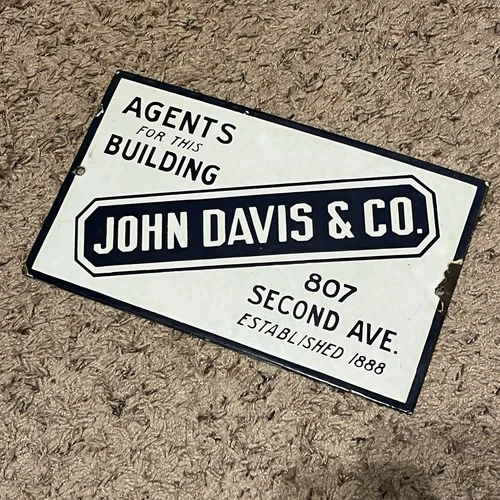 AGENTS
FOR THIS
BUILDING
JOHN DAVIS & CO.
807
SECOND AVE.
ESTABLISHED 1888